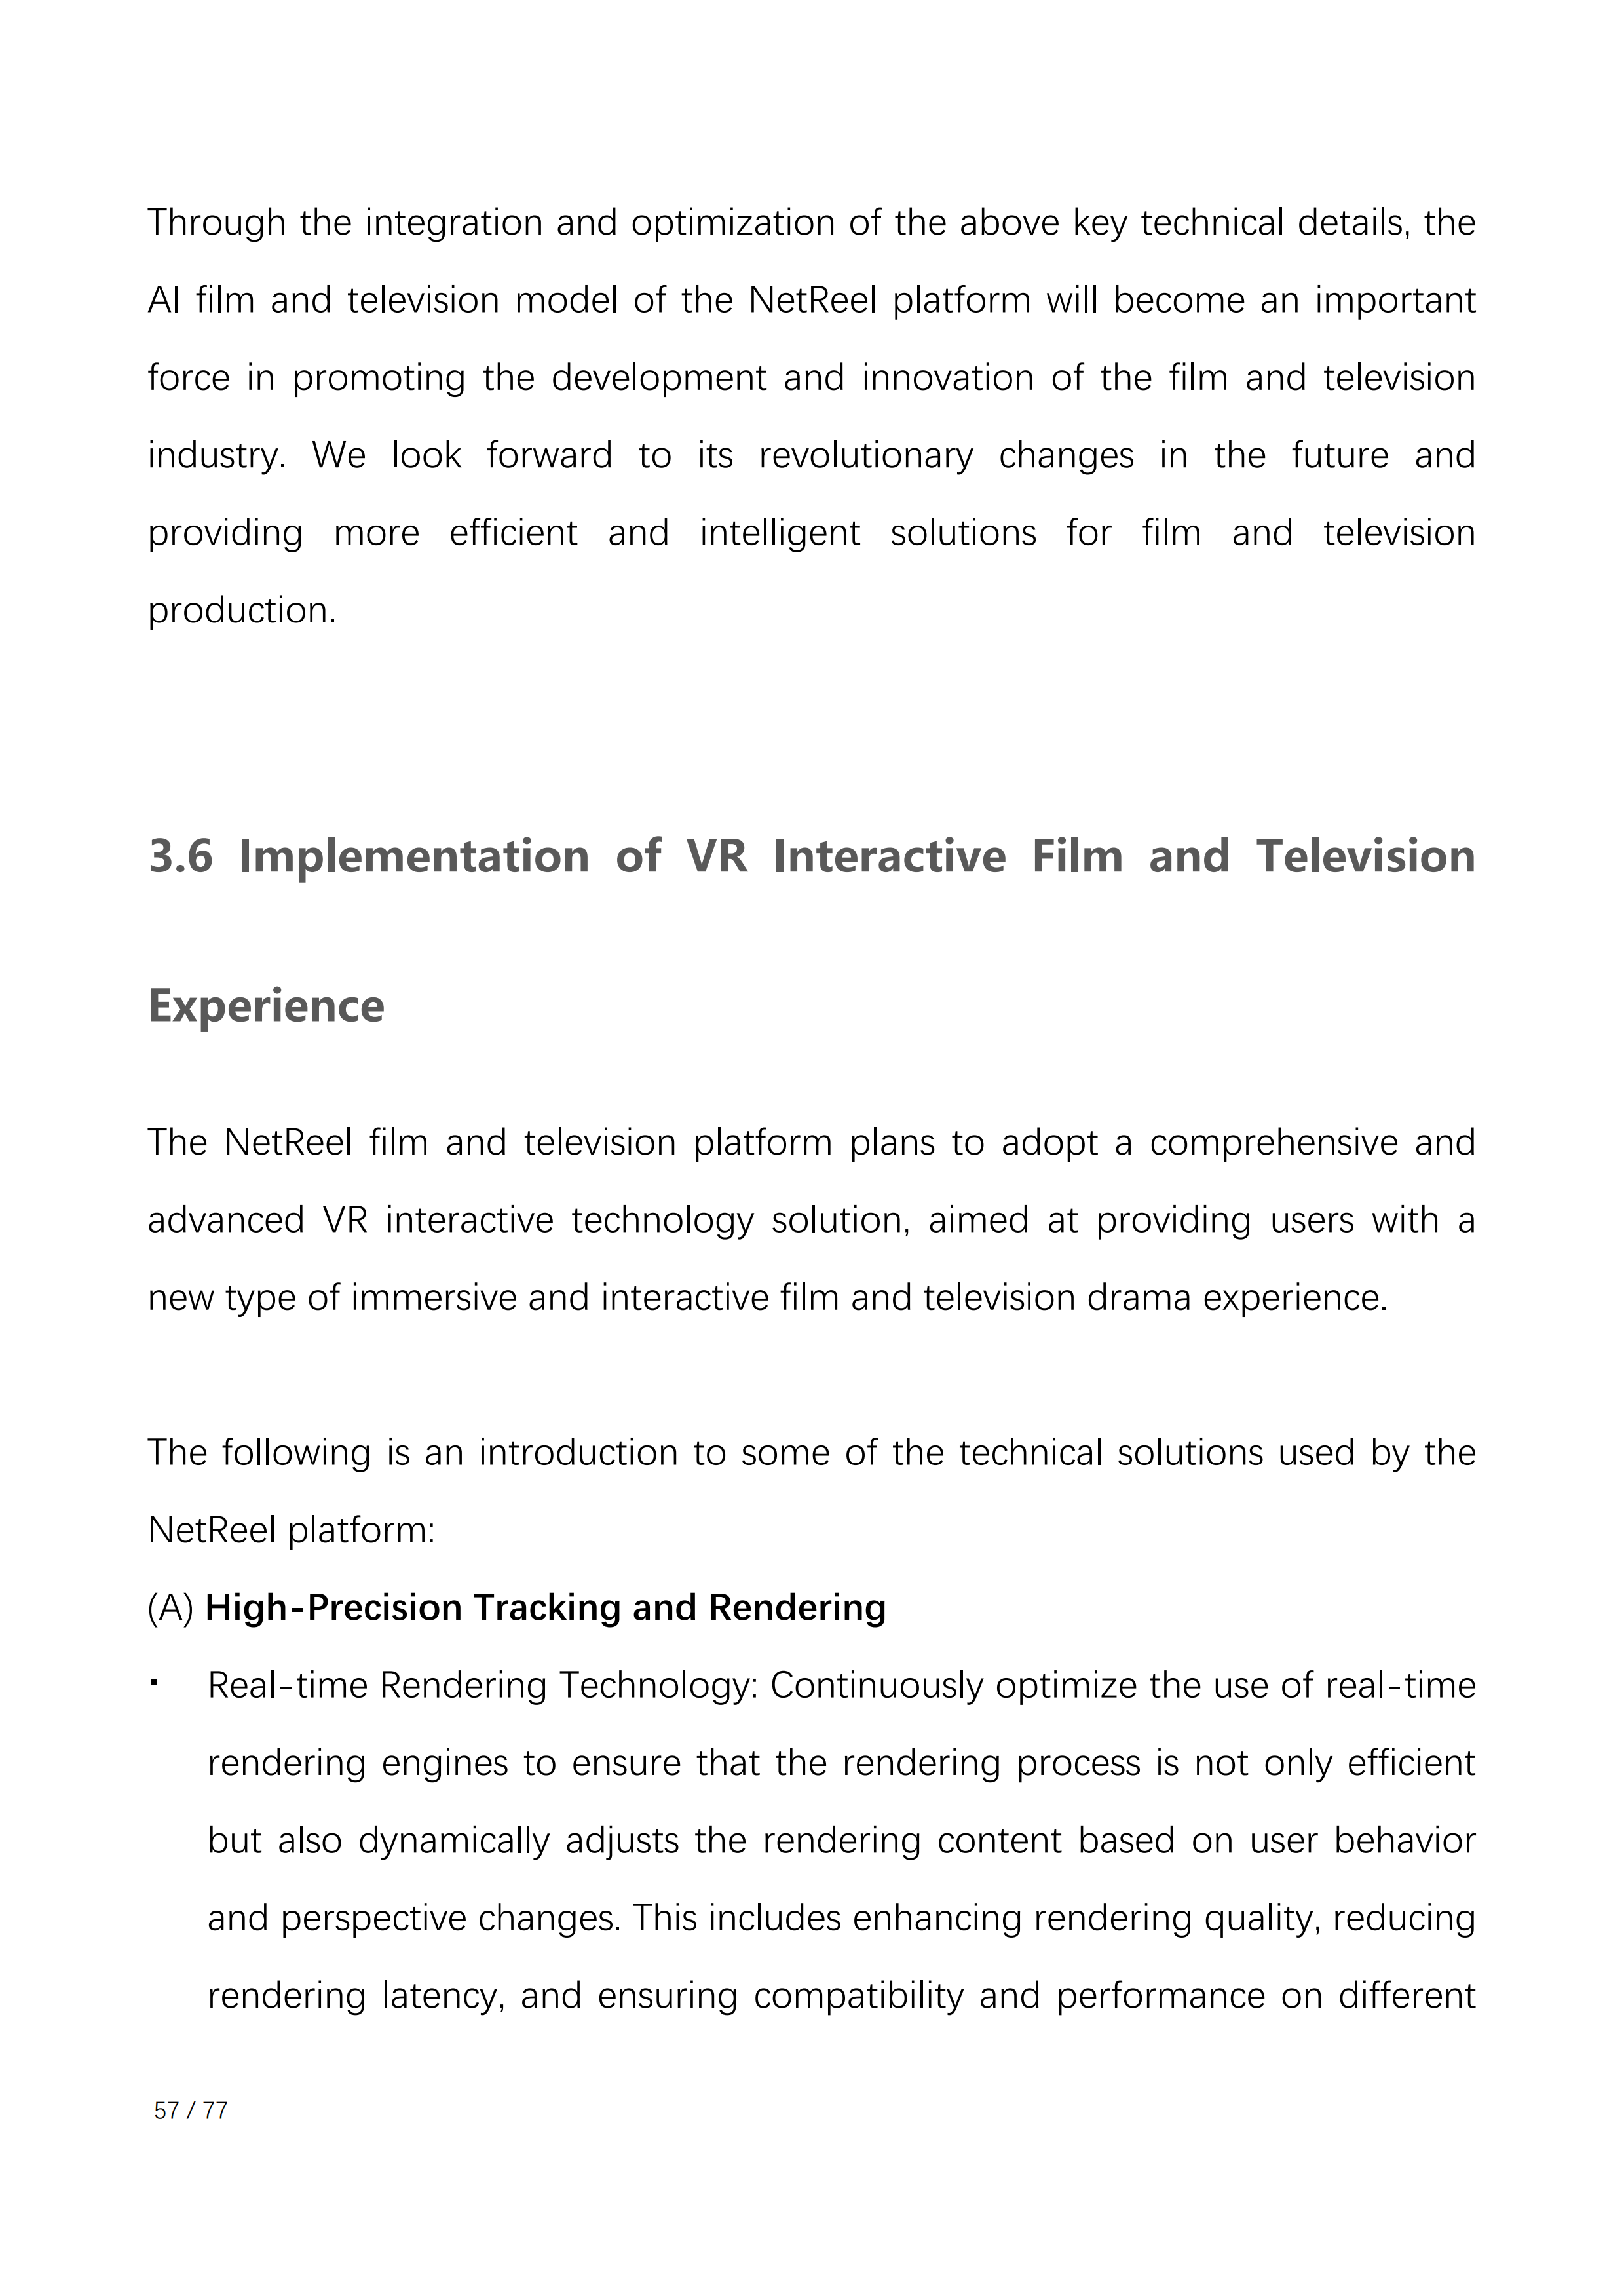 Through the integration and optimization of the above key technical details, the
AI film and television model of the NetReel platform will become an important
force in promoting the development and innovation of the film and television
industry. We look forward to its revolutionary changes in the future and
providing more efficient and intelligent solutions for film and television
production.
3.6 Implementation of VR Interactive Film and Television
Experience
The NetReel film and television platform plans to adopt a comprehensive and
advanced VR interactive technology solution, aimed at providing users with a
new type of immersive and interactive film and television drama experience.
The following is an introduction to some of the technical solutions used by the
NetReel platform:
(A) High-Precision Tracking and Rendering
▪ Real-time Rendering Technology: Continuously optimize the use of real-time
rendering engines to ensure that the rendering process is not only efficient
but also dynamically adjusts the rendering content based on user behavior
and perspective changes. This includes enhancing rendering quality, reducing
rendering latency, and ensuring compatibility and performance on different
57 / 77